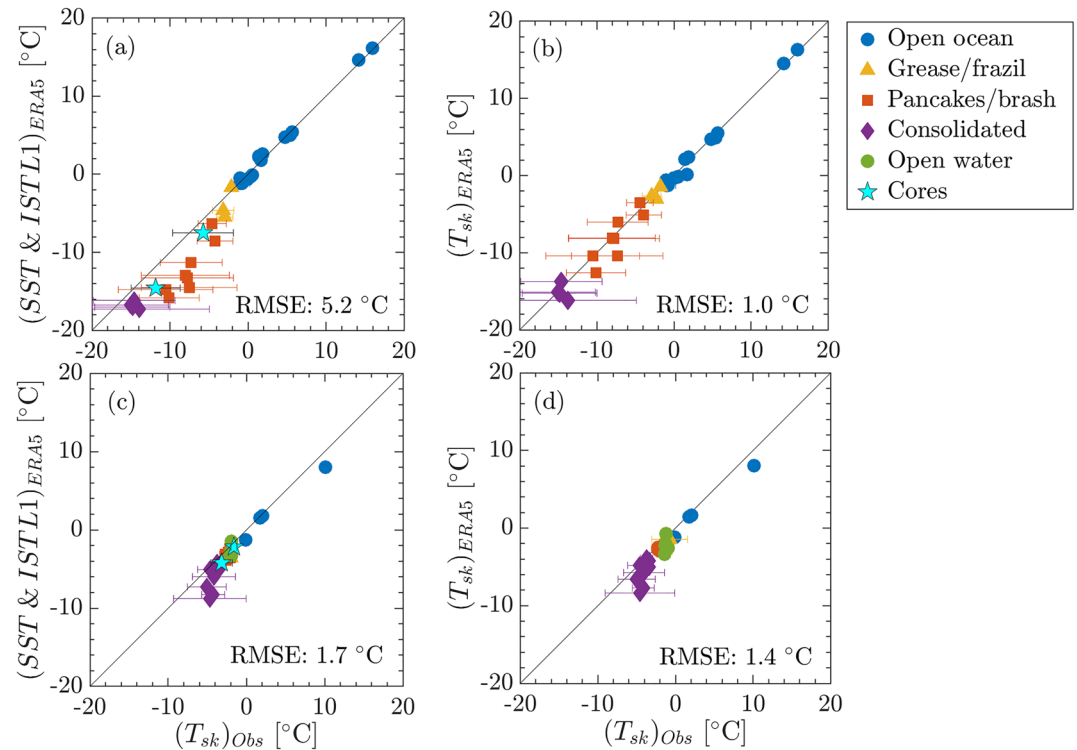 (a)
(SST & ISTL1)ERA5 [°C]
20
10
0
-10
-20
-20 -10 0 10 20
RMSE: 5.2 °C
(b)
(Tsk)ERA5 [°C]
20
10
0
-10
-20
-20 -10 0 10 20
RMSE: 1.0 °C
Open ocean
Grease/frazil
Pancakes/brash
Consolidated
Open water
Cores
(c)
(SST & ISTL1)ERA5 [°C]
20
10
0
-10
-20
-20 -10 0 10 20
RMSE: 1.7 °C
(Tsk)Obs [°C]
(d)
(Tsk)ERA5 [°C]
20
10
0
-10
-20
-20 -10 0 10 20
RMSE: 1.4 °C
(Tsk)Obs [°C]